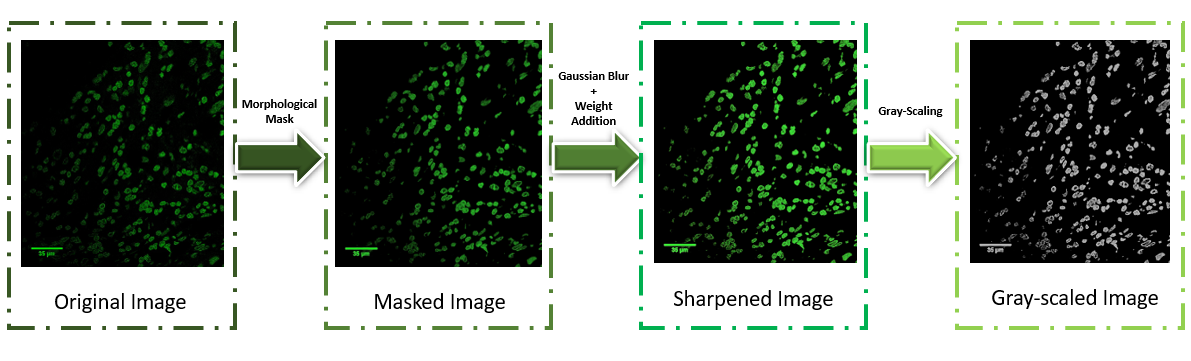 Morphological
Mask
Gaussian Blur
+
Weight
Addition
Gray-Scaling
35 µm
35 µm
35 µm
35 µm
Original Image
Masked Image
Sharpened Image
Gray-scaled Image